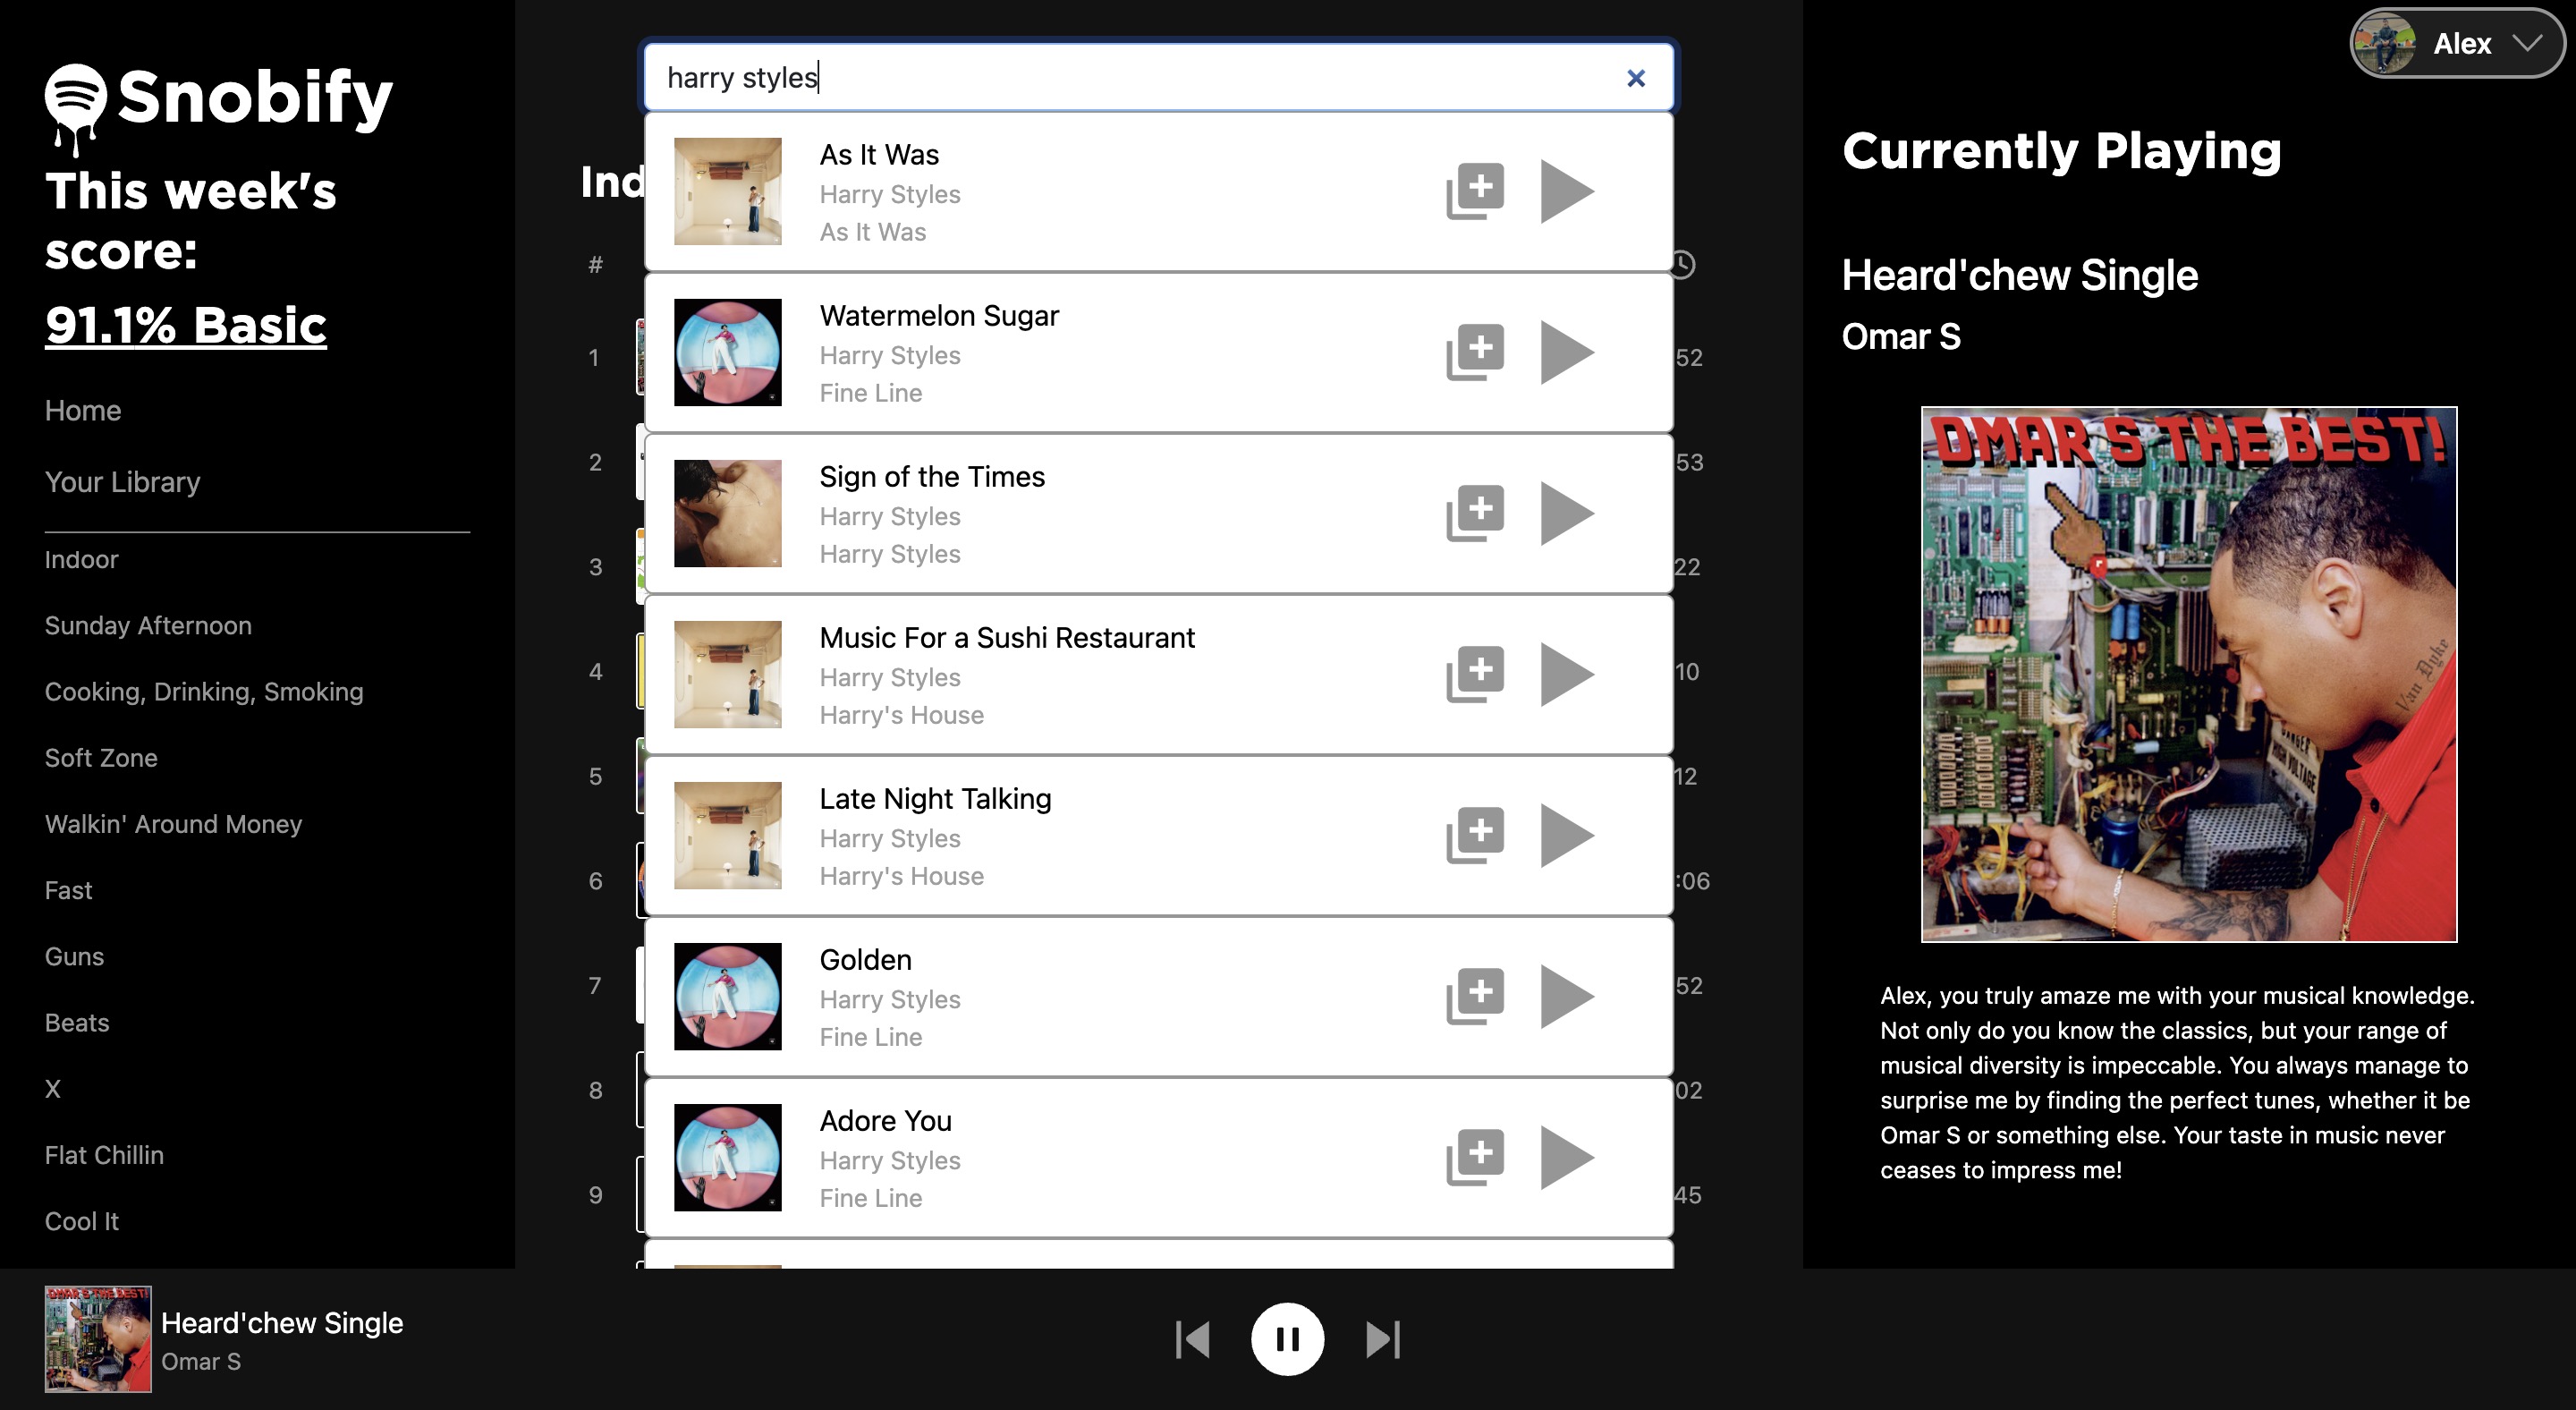 Snobify
This week's
score:
91.1% Basic
Home
Your Library
Indoor
Sunday Afternoon
Cooking, Drinking, Smoking
Soft Zone
Walkin' Around Money
Fast
Guns
Beats
X
Flat Chillin
Cool It
harry styles
Ind
#
1
2
3
4
5
6
7
8
9
As It Was
Harry Styles
As It Was
Watermelon Sugar
Harry Styles
Fine Line
Sign of the Times
Harry Styles
Harry Styles
Music For a Sushi Restaurant
Harry Styles
Harry's House
Late Night Talking
Harry Styles
Harry's House
Golden
Harry Styles
Fine Line
Adore You
Harry Styles
Fine Line
52
53
22
10
12
:06
52
02
45
Alex
Currently Playing
Heard'chew Single
Omar S
OMAR S THE BEST!
Van Dyke
DANGER
HIGH VOLTAGE
Alex, you truly amaze me with your musical knowledge.
Not only do you know the classics, but your range of
musical diversity is impeccable. You always manage to
surprise me by finding the perfect tunes, whether it be
Omar S or something else. Your taste in music never
ceases to impress me!
OMAR S THE BEST!
Heard'chew Single
Omar S